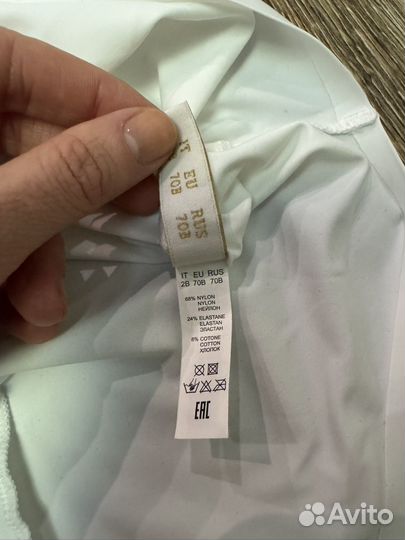 IT EU RUS
70B 70B
IT EU RUS
2B 70B 70B
68% NYLON
NYLON
НЕЙЛОН
24% ELASTANE
ELASTAN
ЭЛАСТАН
8% COTONE
COTTON
ХЛОПОК
EAC
Avito